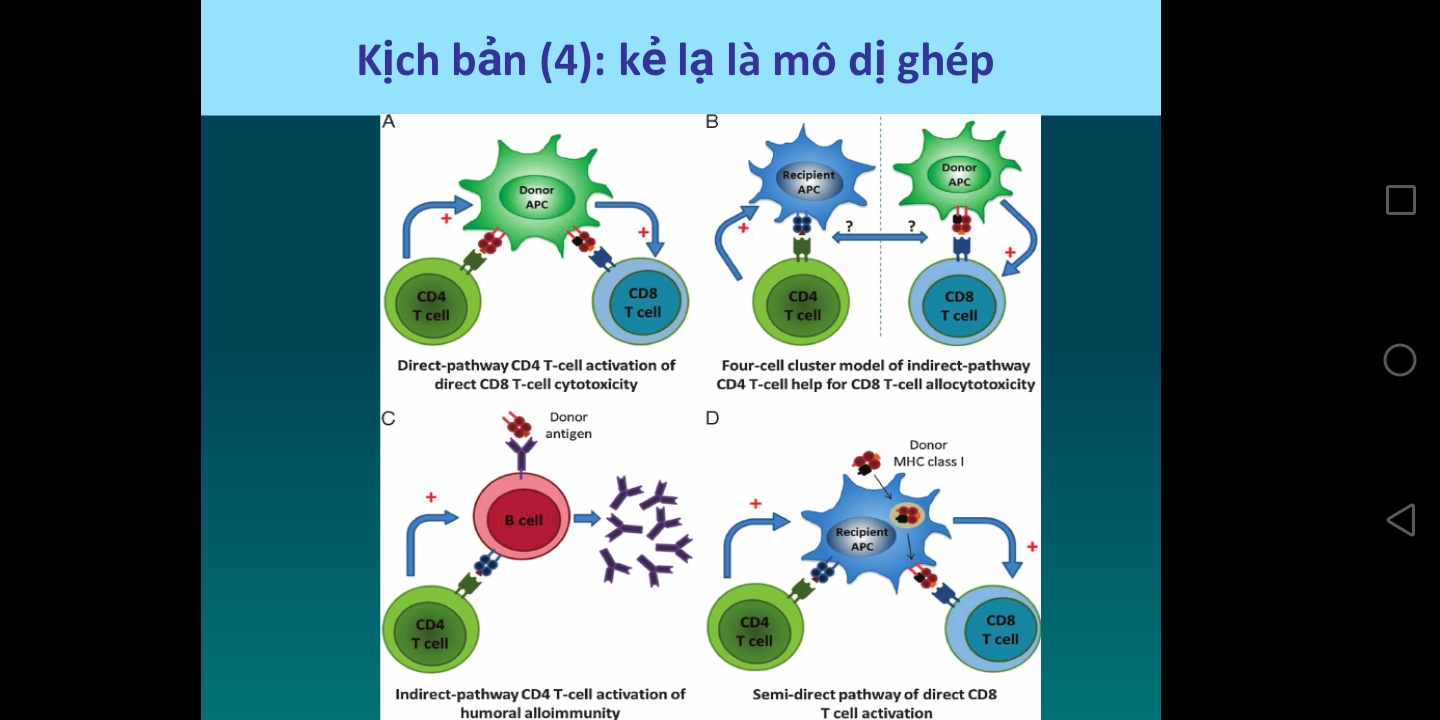 Kịch bản (4): kẻ lạ là mô dị ghép
A
Donor
APC
+
+
CD4
T cell
CD8
T cell
Direct-pathway CD4 T-cell activation of
direct CD8 T-cell cytotoxicity
B
Recipient
APC
Donor
APC
+
?
?
+
CD4
T cell
CD8
T cell
Four-cell cluster model of indirect-pathway
CD4 T-cell help for CD8 T-cell allocytotoxicity
C
Donor
antigen
+
B cell
CD4
T cell
Indirect-pathway CD4 T-cell activation of
humoral alloimmunity
D
Donor
MHC class I
+
Recipient
APC
+
CD4
T cell
CD8
T cell
Semi-direct pathway of direct CD8
T cell activation